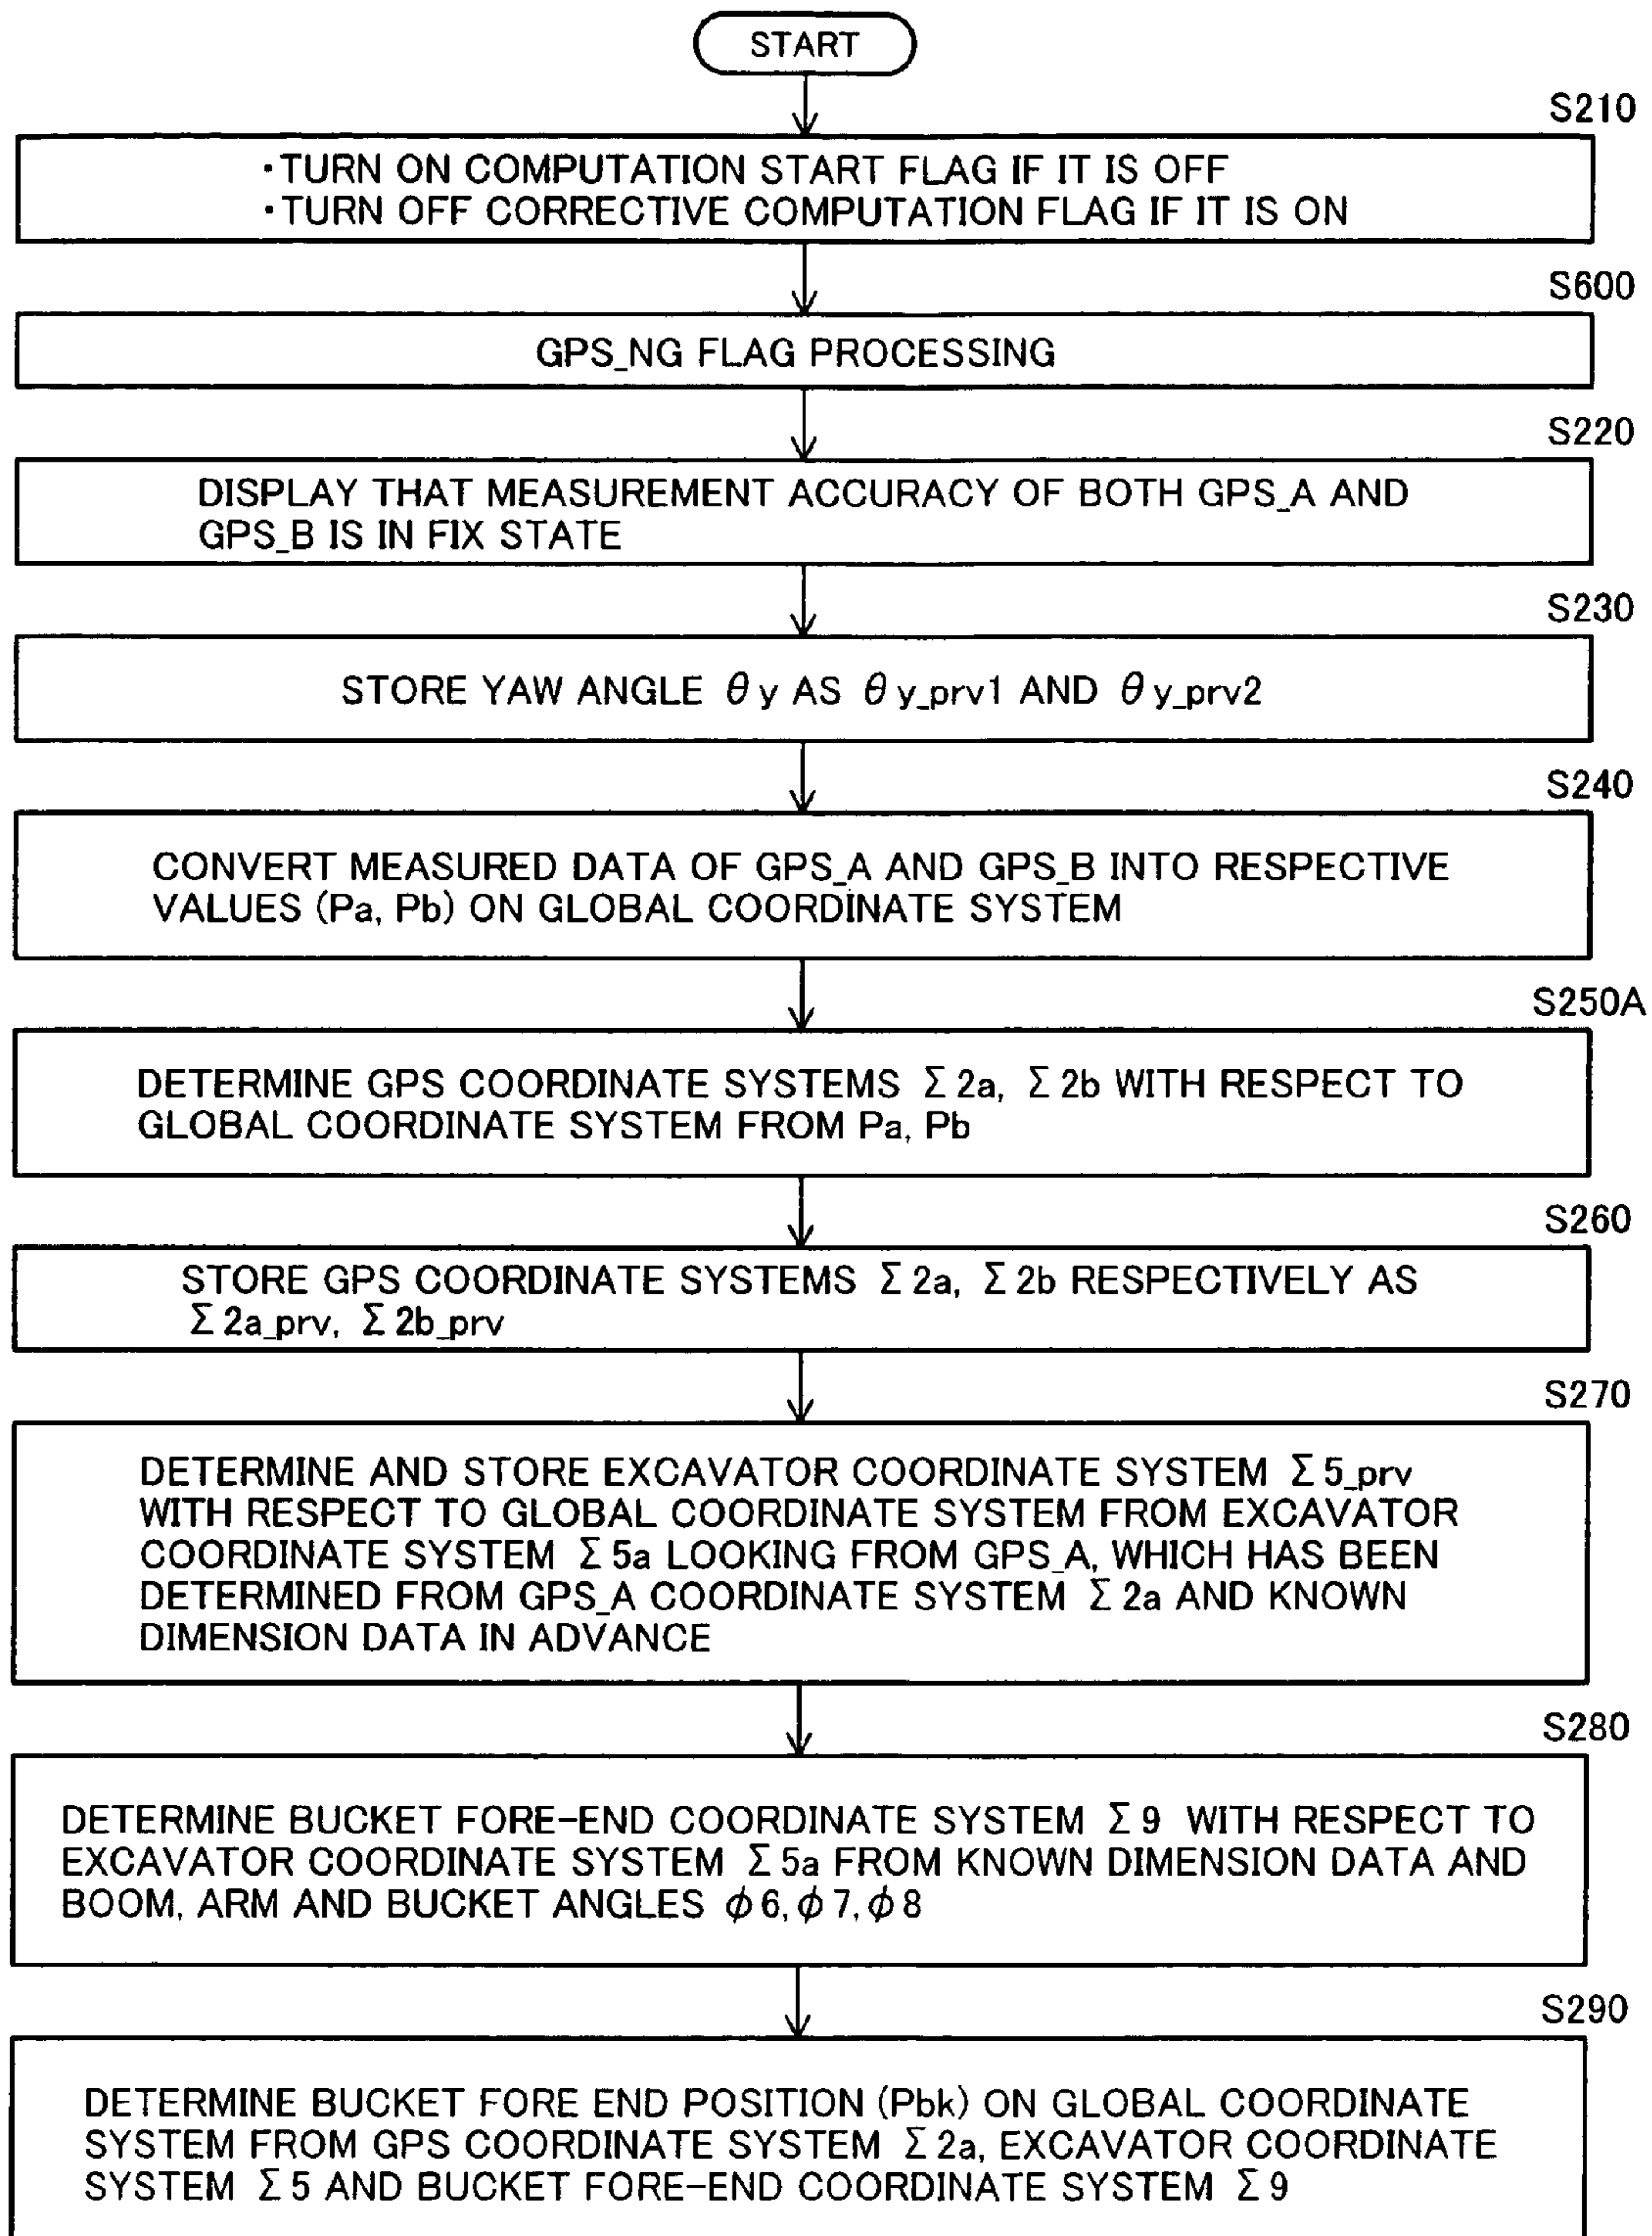 START
S210
・TURN ON COMPUTATION START FLAG IF IT IS OFF
・TURN OFF CORRECTIVE COMPUTATION FLAG IF IT IS ON
S600
GPS_NG FLAG PROCESSING
S220
DISPLAY THAT MEASUREMENT ACCURACY OF BOTH GPS_A AND
GPS_B IS IN FIX STATE
S230
STORE YAW ANGLE θy AS θy_prv1 AND θy_prv2
S240
CONVERT MEASURED DATA OF GPS_A AND GPS_B INTO RESPECTIVE
VALUES (Pa, Pb) ON GLOBAL COORDINATE SYSTEM
S250A
DETERMINE GPS COORDINATE SYSTEMS Σ2a, Σ2b WITH RESPECT TO
GLOBAL COORDINATE SYSTEM FROM Pa, Pb
S260
STORE GPS COORDINATE SYSTEMS Σ2a, Σ2b RESPECTIVELY AS
Σ2a_prv, Σ2b_prv
S270
DETERMINE AND STORE EXCAVATOR COORDINATE SYSTEM Σ5_prv
WITH RESPECT TO GLOBAL COORDINATE SYSTEM FROM EXCAVATOR
COORDINATE SYSTEM Σ5a LOOKING FROM GPS_A, WHICH HAS BEEN
DETERMINED FROM GPS_A COORDINATE SYSTEM Σ2a AND KNOWN
DIMENSION DATA IN ADVANCE
S280
DETERMINE BUCKET FORE-END COORDINATE SYSTEM Σ9 WITH RESPECT TO
EXCAVATOR COORDINATE SYSTEM Σ5a FROM KNOWN DIMENSION DATA AND
BOOM, ARM AND BUCKET ANGLES φ6, φ7, φ8
S290
DETERMINE BUCKET FORE END POSITION (Pbk) ON GLOBAL COORDINATE
SYSTEM FROM GPS COORDINATE SYSTEM Σ2a, EXCAVATOR COORDINATE
SYSTEM Σ5 AND BUCKET FORE-END COORDINATE SYSTEM Σ9